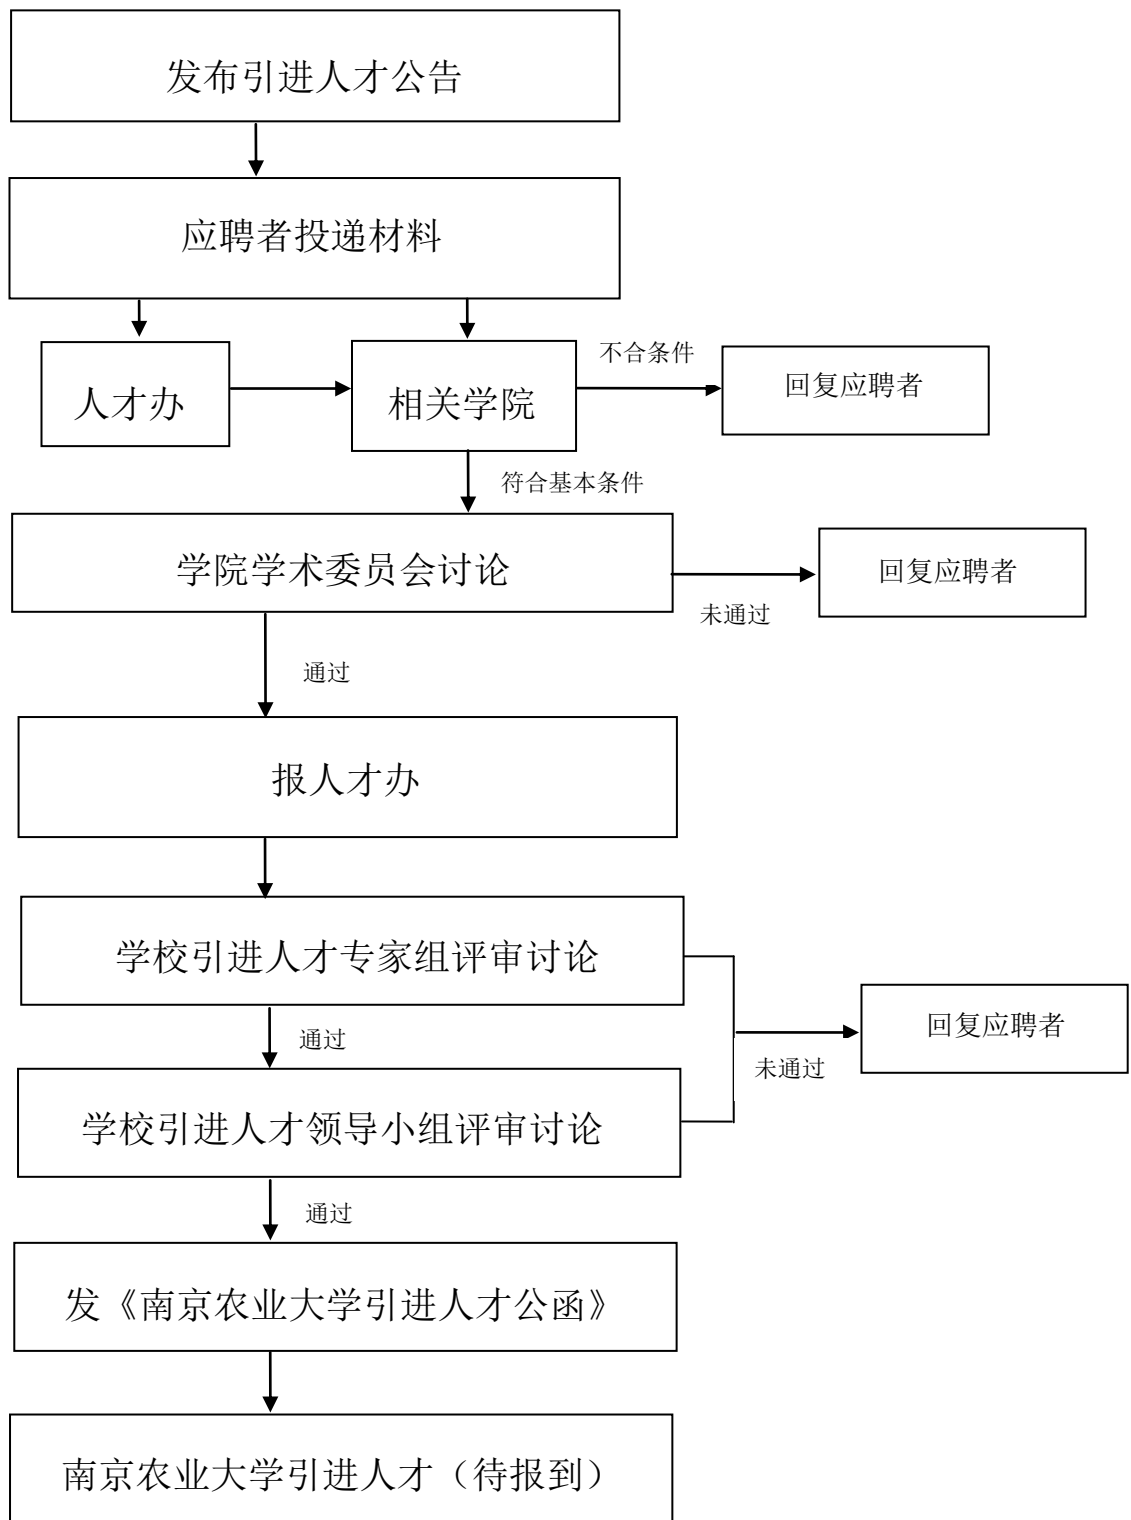 发布引进人才公告
应聘者投递材料
人才办
相关学院
不合条件
回复应聘者
符合基本条件
学院学术委员会讨论
未通过
回复应聘者
通过
报人才办
学校引进人才专家组评审讨论
通过
未通过
回复应聘者
学校引进人才领导小组评审讨论
通过
发《南京农业大学引进人才公函》
南京农业大学引进人才（待报到）